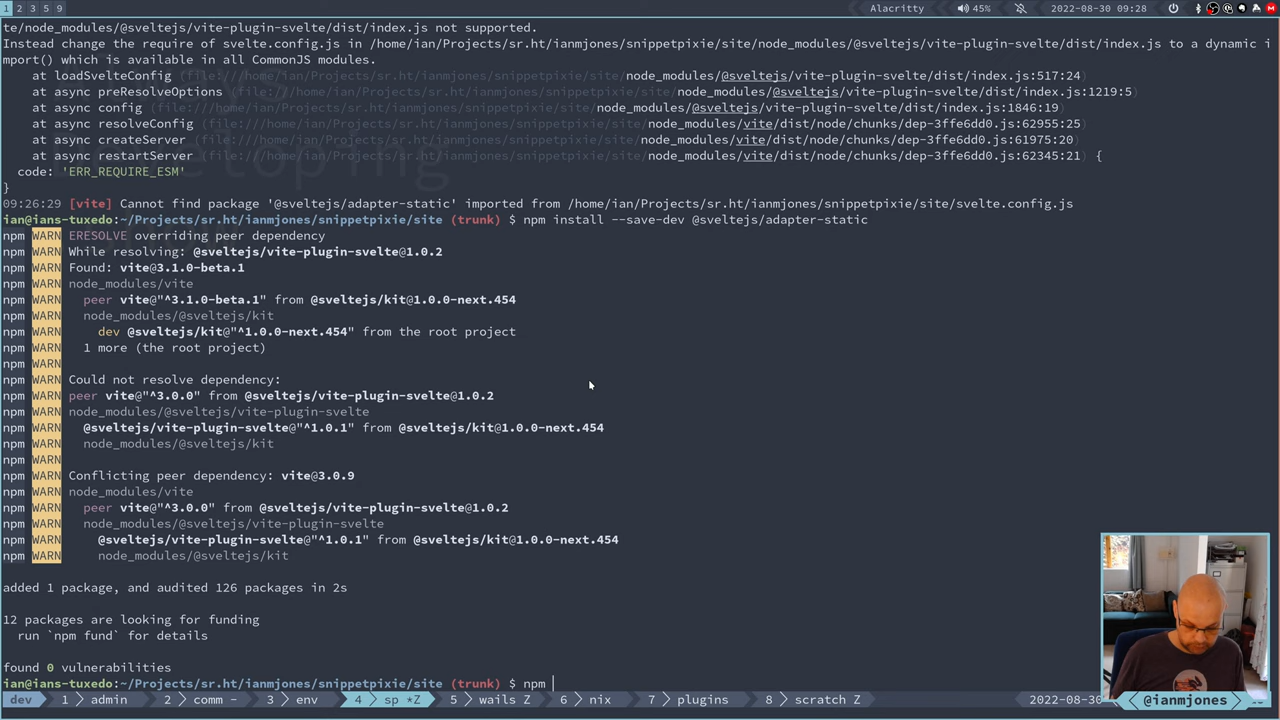 1 2 3 5 9
Alacritty 45% 2022-08-30 09:28
te/node_modules/@sveltejs/vite-plugin-svelte/dist/index.js not supported.
Instead change the require of svelte.config.js in /home/ian/Projects/sr.ht/ianmjones/snippetpixie/site/node_modules/@sveltejs/vite-plugin-svelte/dist/index.js to a dynamic i
mport() which is available in all CommonJS modules.
at loadSvelteConfig (file:///home/ian/Projects/sr.ht/ianmjones/snippetpixie/site/node_modules/@sveltejs/vite-plugin-svelte/dist/index.js:517:24)
at async preResolveOptions (file:///home/ian/Projects/sr.ht/ianmjones/snippetpixie/site/node_modules/@sveltejs/vite-plugin-svelte/dist/index.js:1219:5)
at async config (file:///home/ian/Projects/sr.ht/ianmjones/snippetpixie/site/node_modules/@sveltejs/vite-plugin-svelte/dist/index.js:1846:19)
at async resolveConfig (file:///home/ian/Projects/sr.ht/ianmjones/snippetpixie/site/node_modules/vite/dist/node/chunks/dep-3ffe6dd0.js:62955:25)
at async createServer (file:///home/ian/Projects/sr.ht/ianmjones/snippetpixie/site/node_modules/vite/dist/node/chunks/dep-3ffe6dd0.js:61975:20)
at async restartServer (file:///home/ian/Projects/sr.ht/ianmjones/snippetpixie/site/node_modules/vite/dist/node/chunks/dep-3ffe6dd0.js:62345:21) {
code: 'ERR_REQUIRE_ESM'
}
09:26:29 [vite] Cannot find package '@sveltejs/adapter-static' imported from /home/ian/Projects/sr.ht/ianmjones/snippetpixie/site/svelte.config.js
ian@ians-tuxedo:~/Projects/sr.ht/ianmjones/snippetpixie/site (trunk) $ npm install --save-dev @sveltejs/adapter-static
npm WARN ERESOLVE overriding peer dependency
npm WARN While resolving: @sveltejs/vite-plugin-svelte@1.0.2
npm WARN Found: vite@3.1.0-beta.1
npm WARN node_modules/vite
npm WARN peer vite@"^3.1.0-beta.1" from @sveltejs/kit@1.0.0-next.454
npm WARN node_modules/@sveltejs/kit
npm WARN dev @sveltejs/kit@"^1.0.0-next.454" from the root project
npm WARN 1 more (the root project)
npm WARN
npm WARN Could not resolve dependency:
npm WARN peer vite@"^3.0.0" from @sveltejs/vite-plugin-svelte@1.0.2
npm WARN node_modules/@sveltejs/vite-plugin-svelte
npm WARN @sveltejs/vite-plugin-svelte@"^1.0.1" from @sveltejs/kit@1.0.0-next.454
npm WARN node_modules/@sveltejs/kit
npm WARN
npm WARN Conflicting peer dependency: vite@3.0.9
npm WARN node_modules/vite
npm WARN peer vite@"^3.0.0" from @sveltejs/vite-plugin-svelte@1.0.2
npm WARN node_modules/@sveltejs/vite-plugin-svelte
npm WARN @sveltejs/vite-plugin-svelte@"^1.0.1" from @sveltejs/kit@1.0.0-next.454
npm WARN node_modules/@sveltejs/kit
added 1 package, and audited 126 packages in 2s
12 packages are looking for funding
run `npm fund` for details
found 0 vulnerabilities
ian@ians-tuxedo:~/Projects/sr.ht/ianmjones/snippetpixie/site (trunk) $ npm
dev 1 admin 2 comm - 3 env 4 sp *Z 5 wails Z 6 nix 7 plugins 8 scratch Z 2022-08-30 @ianmjones